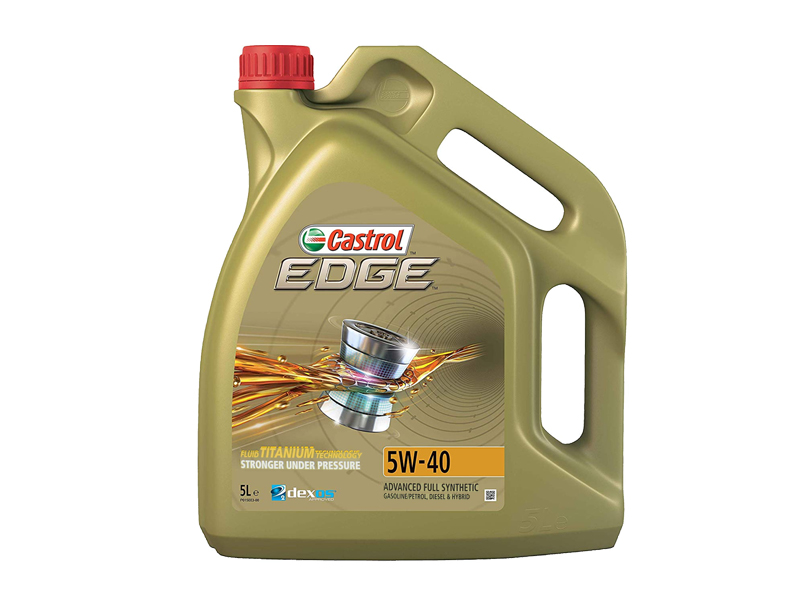 Castrol
EDGE
FLUID TITANIUM TECHNOLOGY
STRONGER UNDER PRESSURE
5W-40
ADVANCED FULL SYNTHETIC
GASOLINE/PETROL, DIESEL & HYBRID
5L e
dexos
2